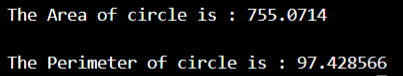 The Area of circle is : 755.0714
The Perimeter of circle is : 97.428566